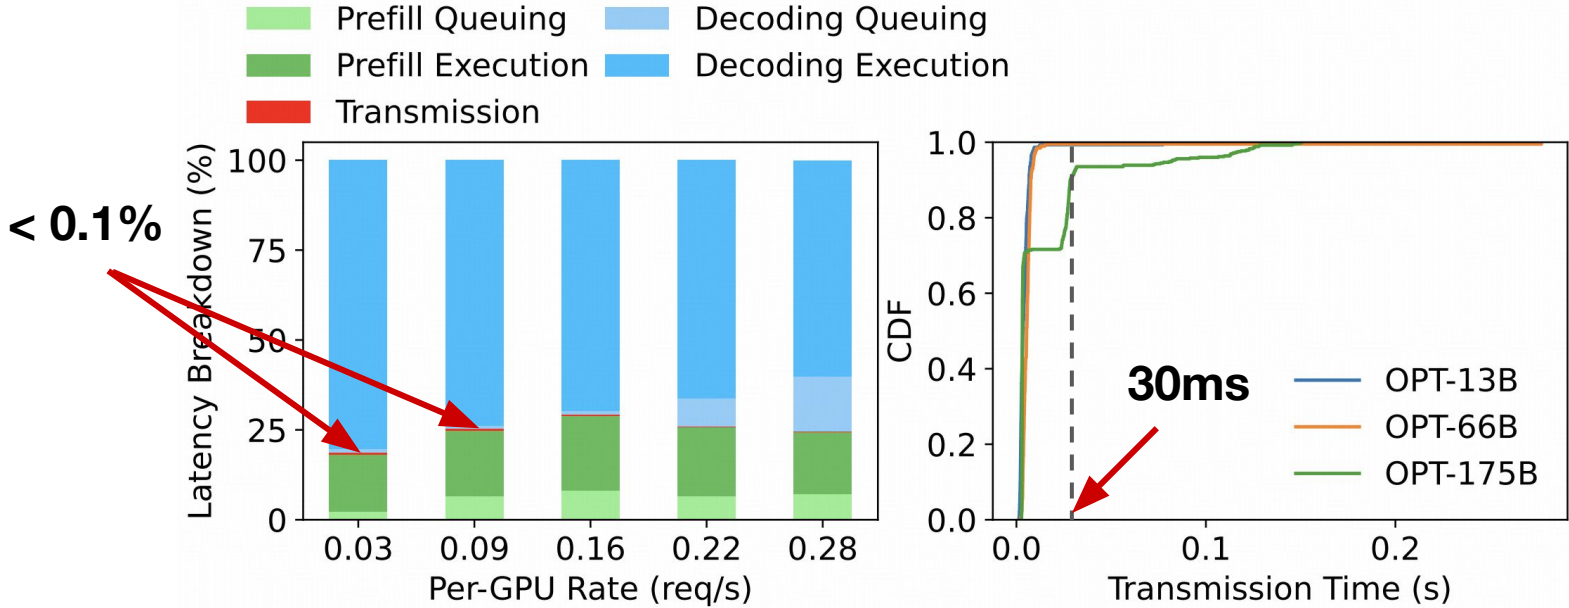 Prefill Queuing
Decoding Queuing
Prefill Execution
Decoding Execution
Transmission
< 0.1%
Latency Breakdown (%)
100
75
50
25
0
0.03
0.09
0.16
0.22
0.28
Per-GPU Rate (req/s)
CDF
1.0
0.8
0.6
0.4
0.2
0.0
30ms
OPT-13B
OPT-66B
OPT-175B
0.0
0.1
0.2
Transmission Time (s)